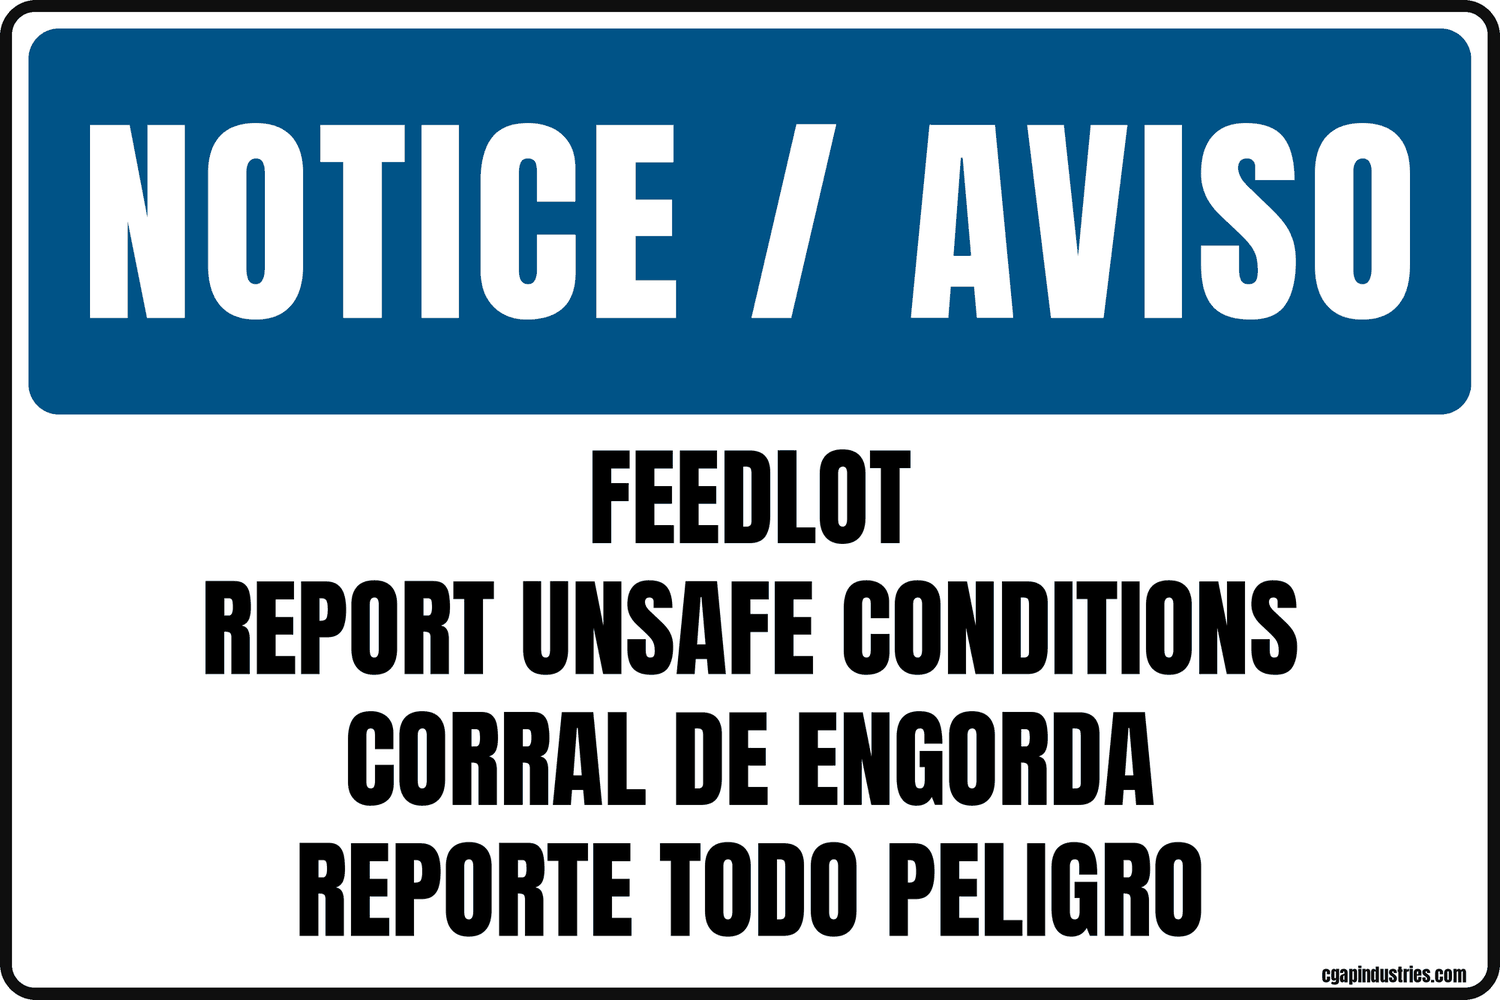 NOTICE / AVISO
FEEDLOT
REPORT UNSAFE CONDITIONS
CORRAL DE ENGORDA
REPORTE TODO PELIGRO
cgapindustries.com